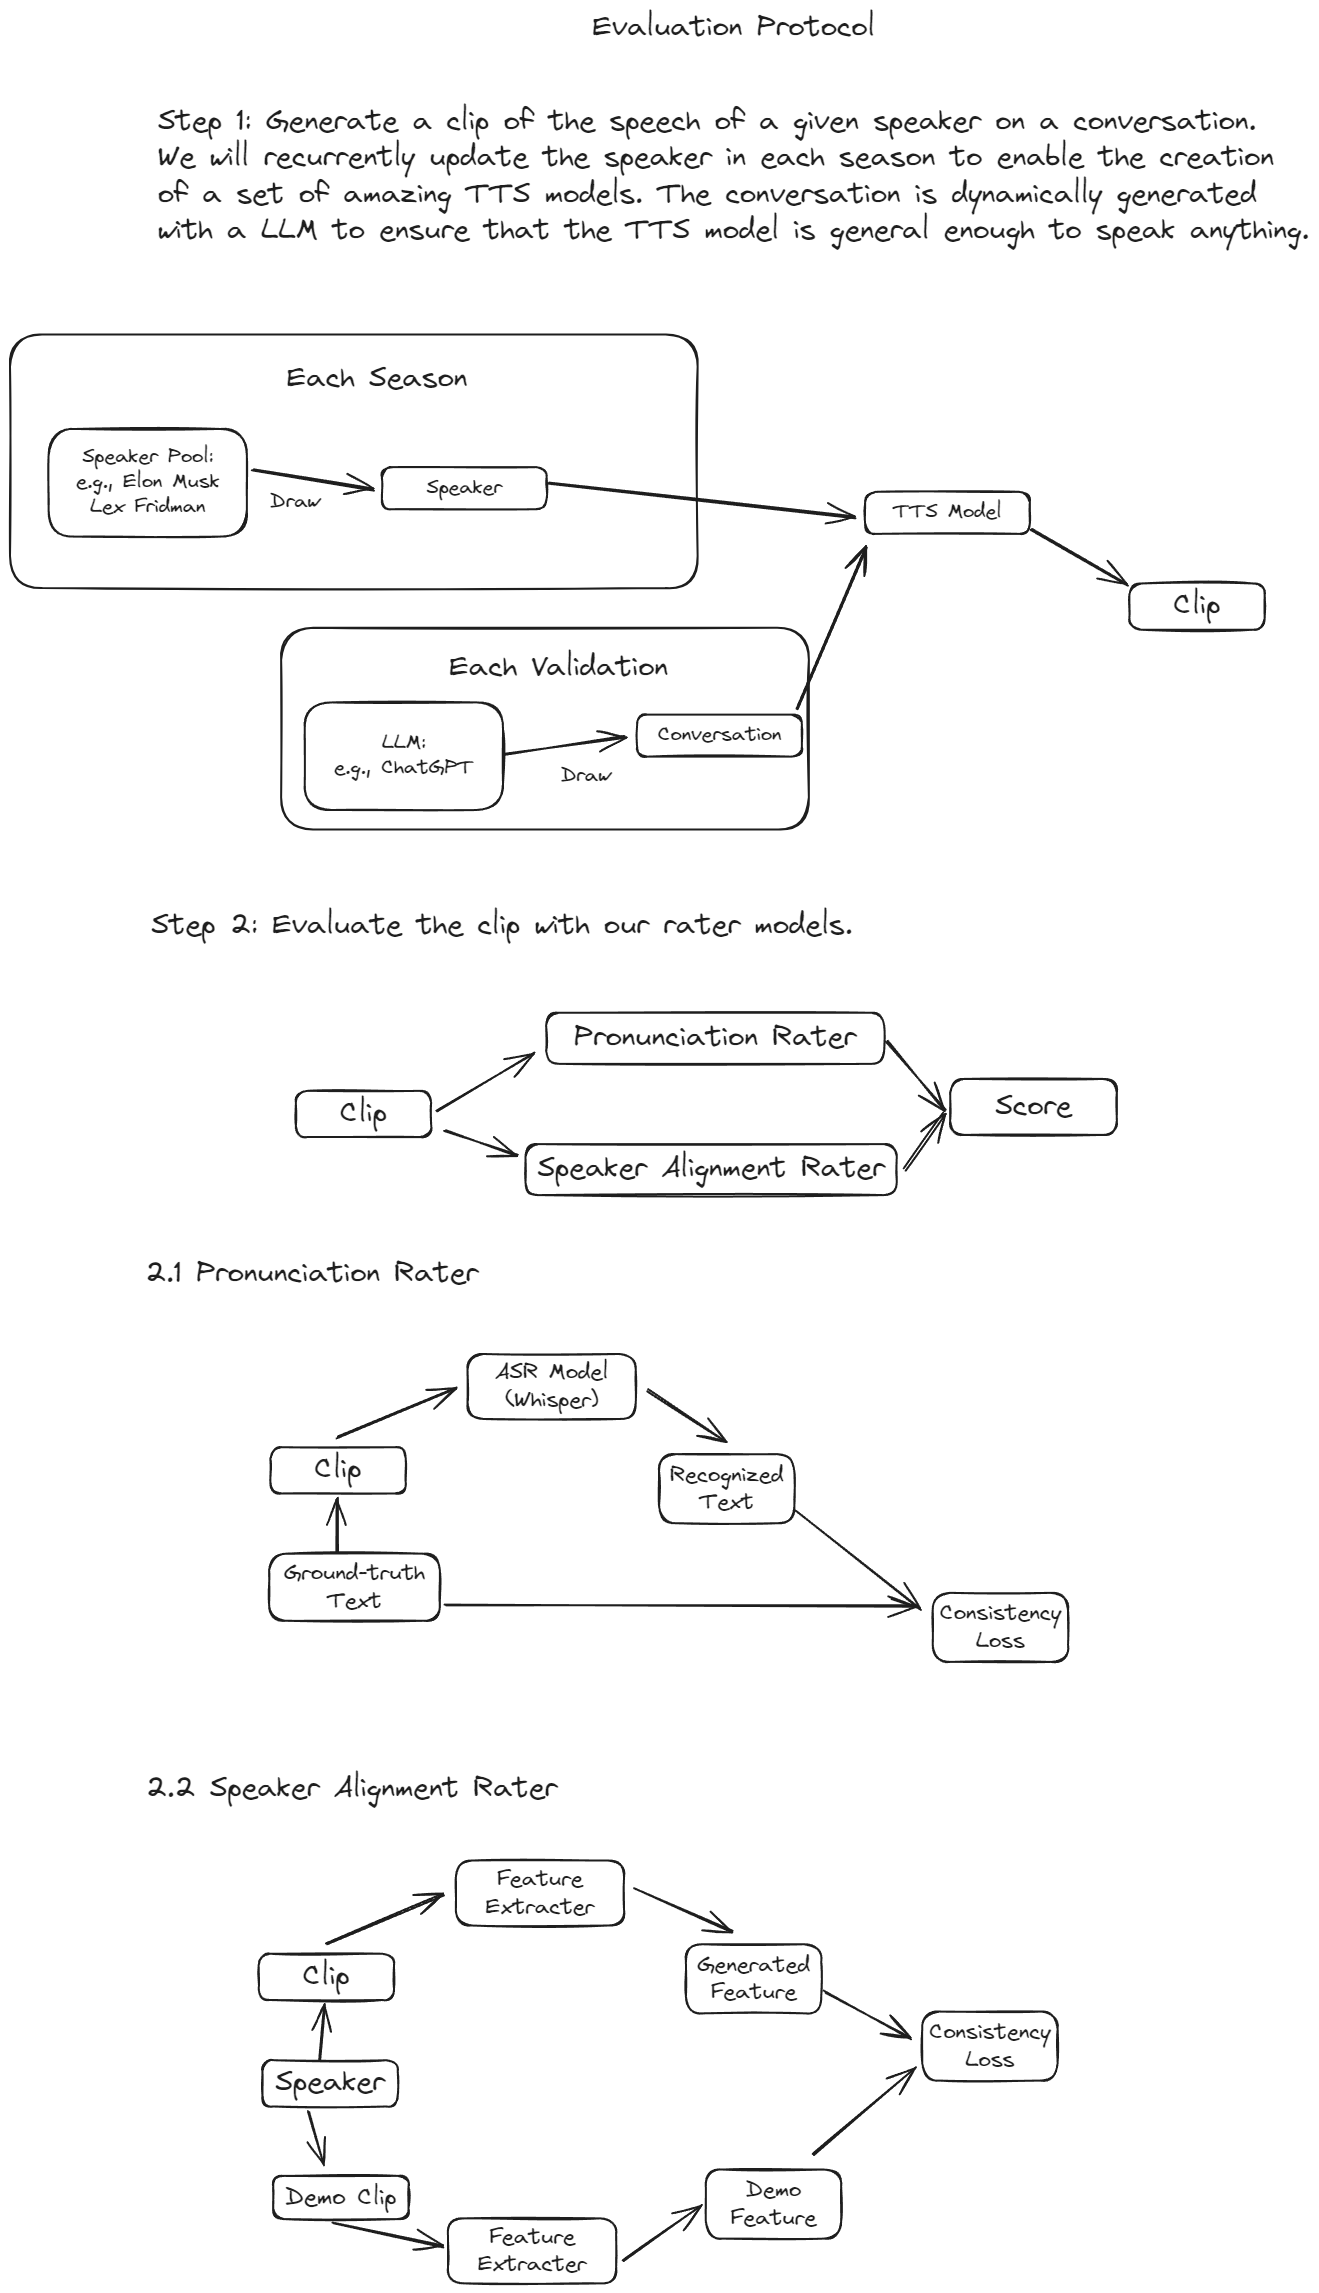 Evaluation Protocol
Step 1: Generate a clip of the speech of a given speaker on a conversation.
We will recurrently update the speaker in each season to enable the creation
of a set of amazing TTS models. The conversation is dynamically generated
with a LLM to ensure that the TTS model is general enough to speak anything.
Each Season
Speaker Pool:
e.g., Elon Musk
Lex Fridman
Draw
Speaker
TTS Model
Clip
Each Validation
LLM:
e.g., ChatGPT
Draw
Conversation
Step 2: Evaluate the clip with our rater models.
Clip
Pronunciation Rater
Speaker Alignment Rater
Score
2.1 Pronunciation Rater
ASR Model
(Whisper)
Clip
Recognized
Text
Ground-truth
Text
Consistency
Loss
2.2 Speaker Alignment Rater
Feature
Extracter
Clip
Generated
Feature
Consistency
Loss
Speaker
Demo Clip
Demo
Feature
Feature
Extracter